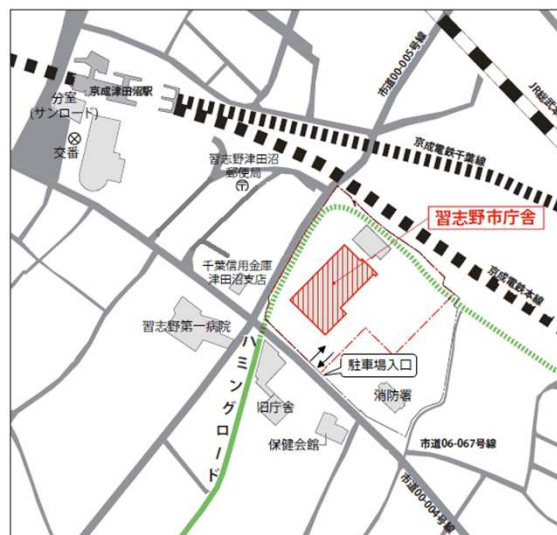 市道00-005号線
JR総武本
京成津田沼駅
分室
(サンロード)
交番
京成電鉄千葉線
習志野津田沼
郵便局
習志野市庁舎
京成電鉄本線
千葉信用金庫
津田沼支店
習志野第一病院
ハミングロード
駐車場入口
消防署
旧庁舎
保健会館
市道06-067号線
市道00-004号線